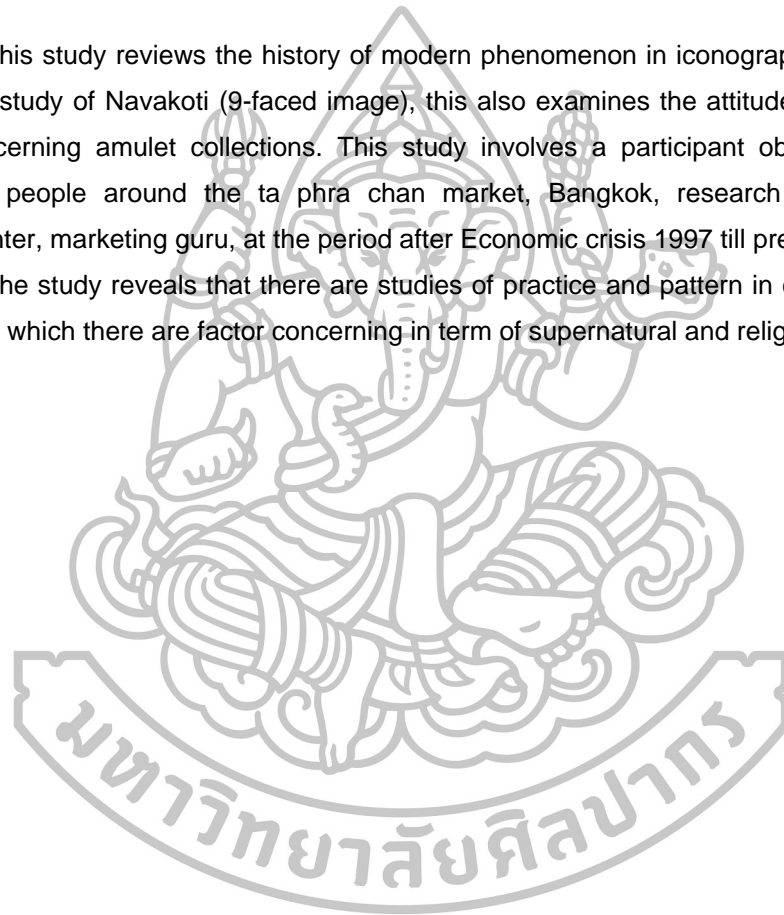 his study reviews the history of modern phenomenon in iconograp
study of Navakoti (9-faced image), this also examines the attitude
cerning amulet collections. This study involves a participant ob
people around the ta phra chan market, Bangkok, research
nter, marketing guru, at the period after Economic crisis 1997 till pre
he study reveals that there are studies of practice and pattern in
which there are factor concerning in term of supernatural and relig
มหาวิทยาลัยศิลปากร